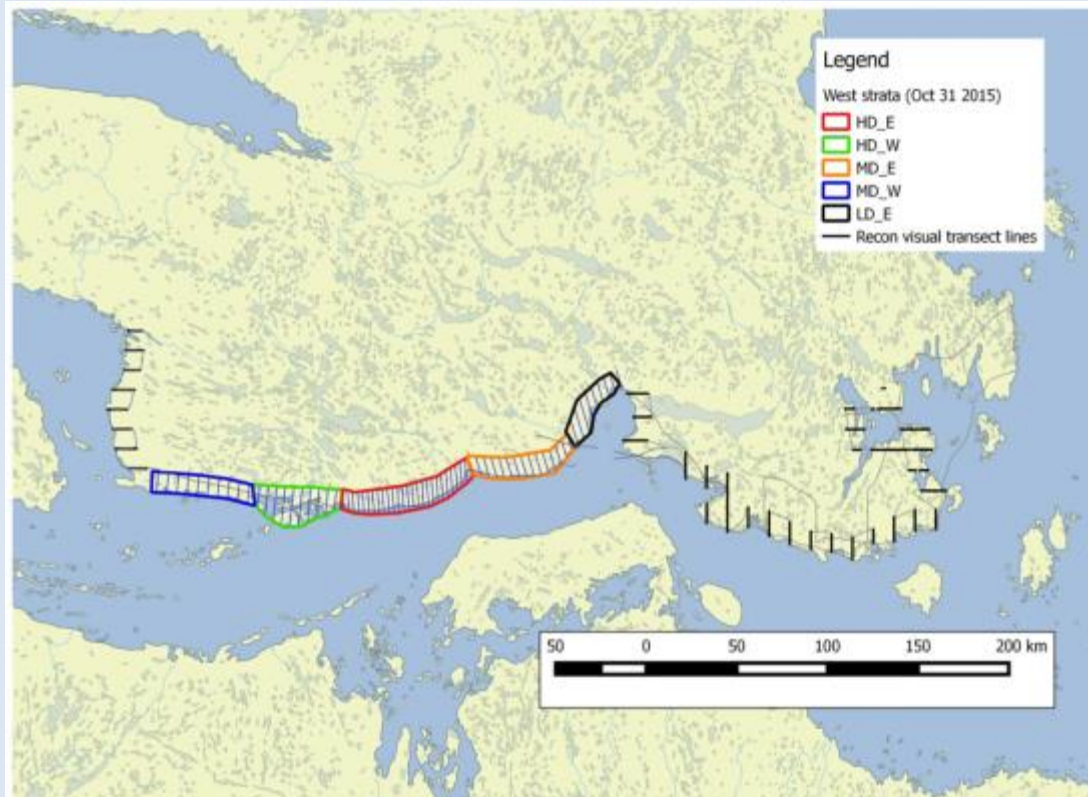 Legend
West strata (Oct 31 2015)
HD_E
HD_W
MD_E
MD_W
LD_E
Recon visual transect lines
50 0 50 100 150 200 km